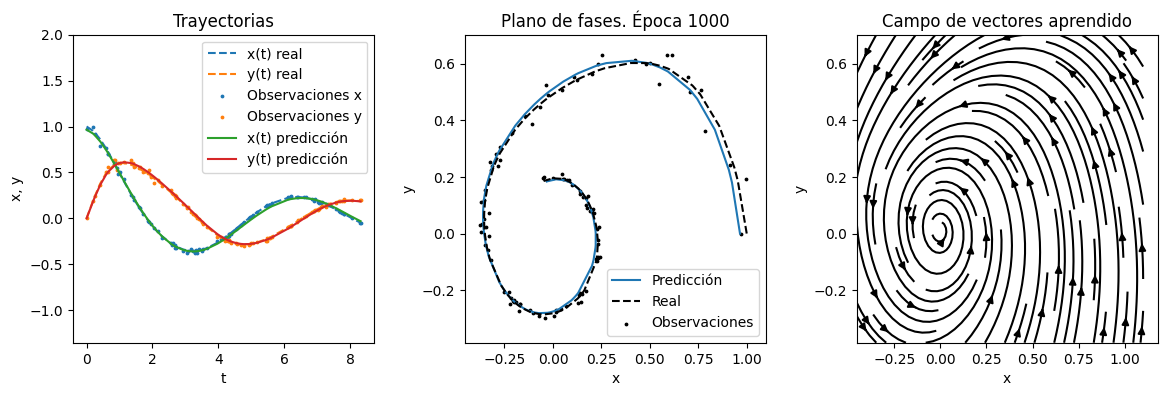 Trayectorias
x, y
2.0
1.5
1.0
0.5
0.0
−0.5
−1.0
0
2
4
6
8
t
x(t) real
y(t) real
Observaciones x
Observaciones y
x(t) predicción
y(t) predicción
Plano de fases. Época 1000
y
0.6
0.4
0.2
0.0
−0.2
−0.25
0.00
0.25
0.50
0.75
1.00
x
Predicción
Real
Observaciones
Campo de vectores aprendido
y
0.6
0.4
0.2
0.0
−0.2
−0.25
0.00
0.25
0.50
0.75
1.00
x